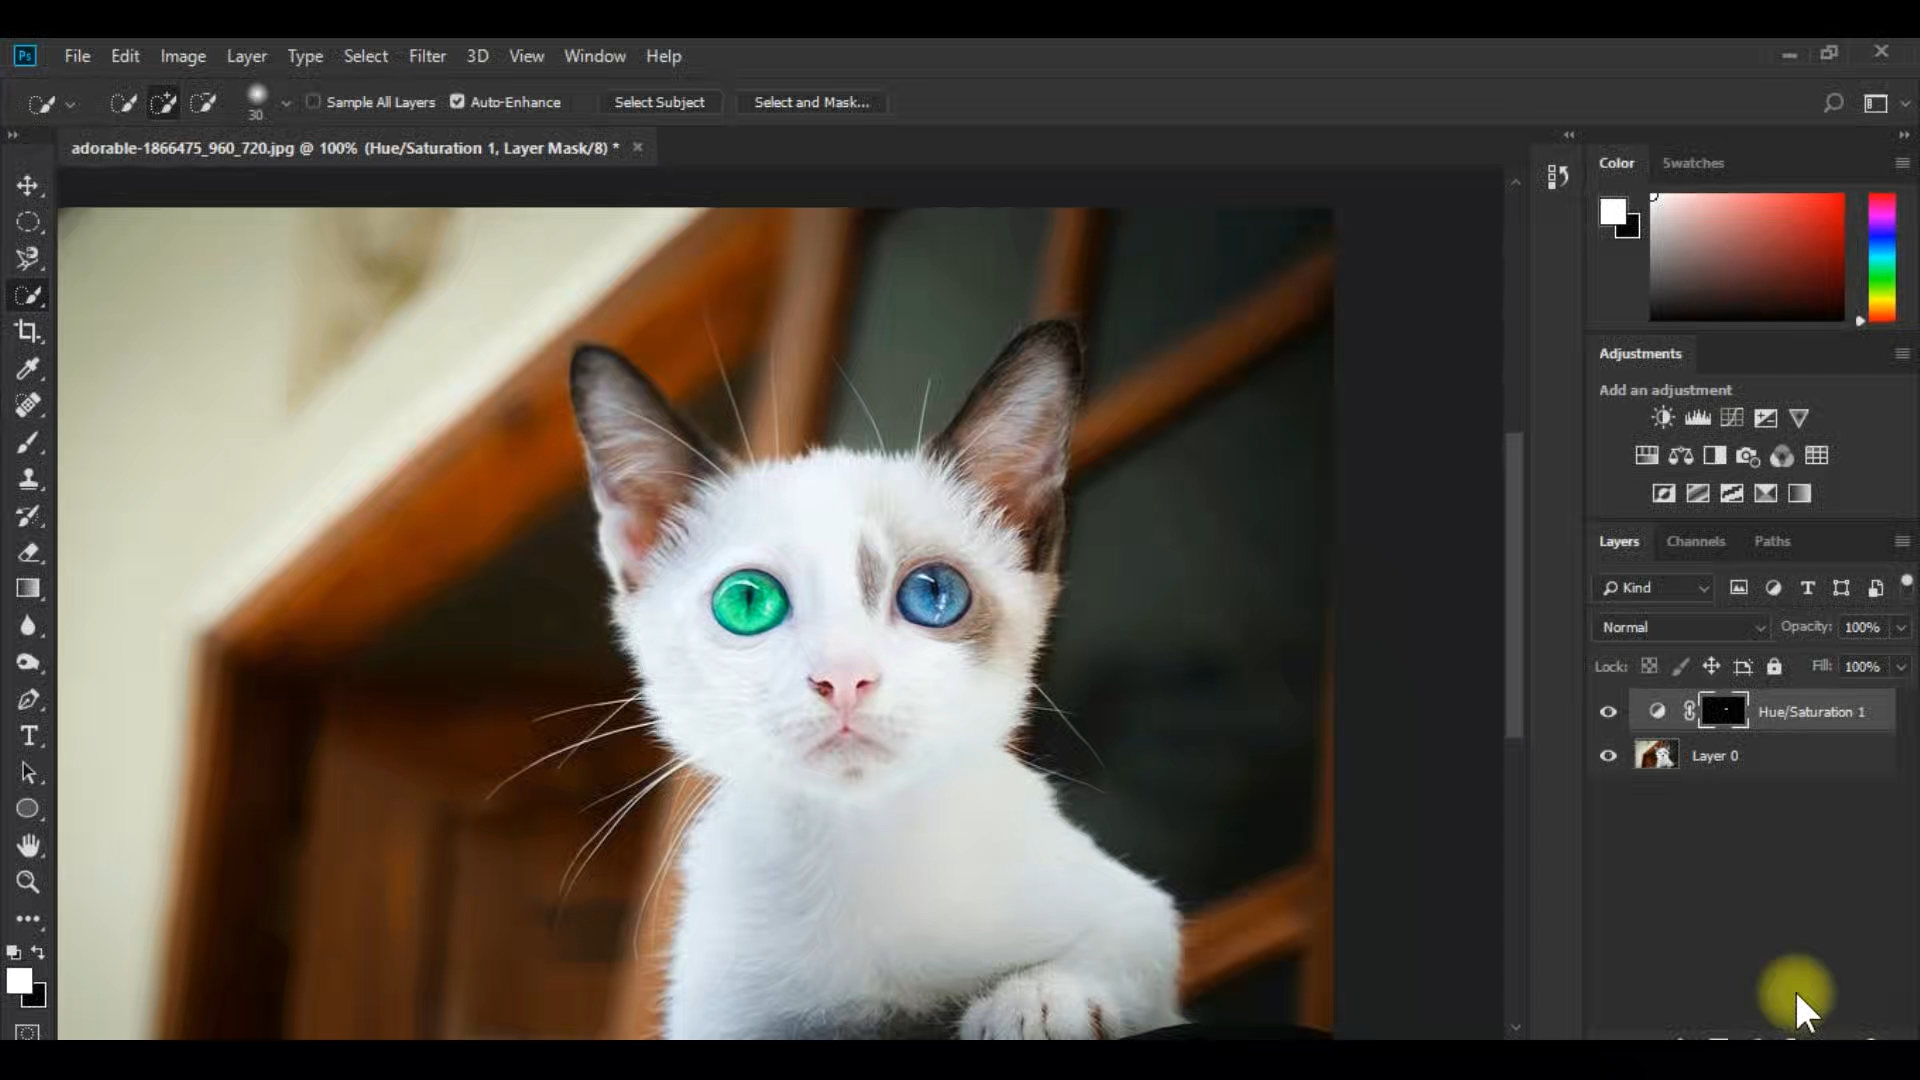 Ps File Edit Image Layer Type Select Filter 3D View Window Help
30 Sample All Layers Auto-Enhance Select Subject Select and Mask...
adorable-1866475_960_720.jpg @ 100% (Hue/Saturation 1, Layer Mask/8) *
Color Swatches
Adjustments
Add an adjustment
Layers Channels Paths
Kind
Normal Opacity: 100%
Lock: Fill: 100%
Hue/Saturation 1
Layer 0